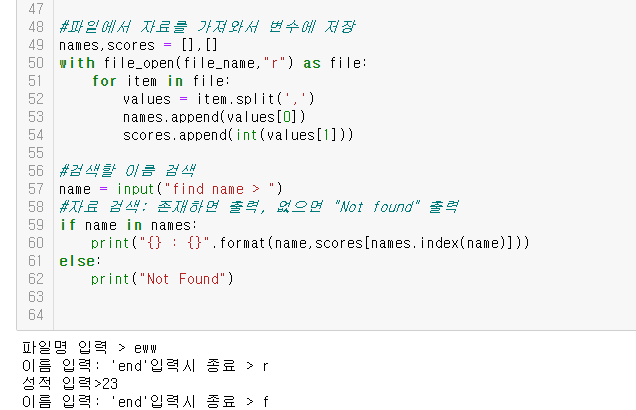 47
48 #파일에서 자료를 가져와서 변수에 저장
49 names,scores = [],[]
50 with file_open(file_name,"r") as file:
51     for item in file:
52         values = item.split(',')
53         names.append(values[0])
54         scores.append(int(values[1]))
55
56 #검색할 이름 검색
57 name = input("find name > ")
58 #자료 검색: 존재하면 출력, 없으면 "Not found" 출력
59 if name in names:
60     print("{} : {}".format(name,scores[names.index(name)]))
61 else:
62     print("Not Found")
63
64
파일명 입력 > eww
이름 입력: 'end'입력시 종료 > r
성적 입력>23
이름 입력: 'end'입력시 종료 > f